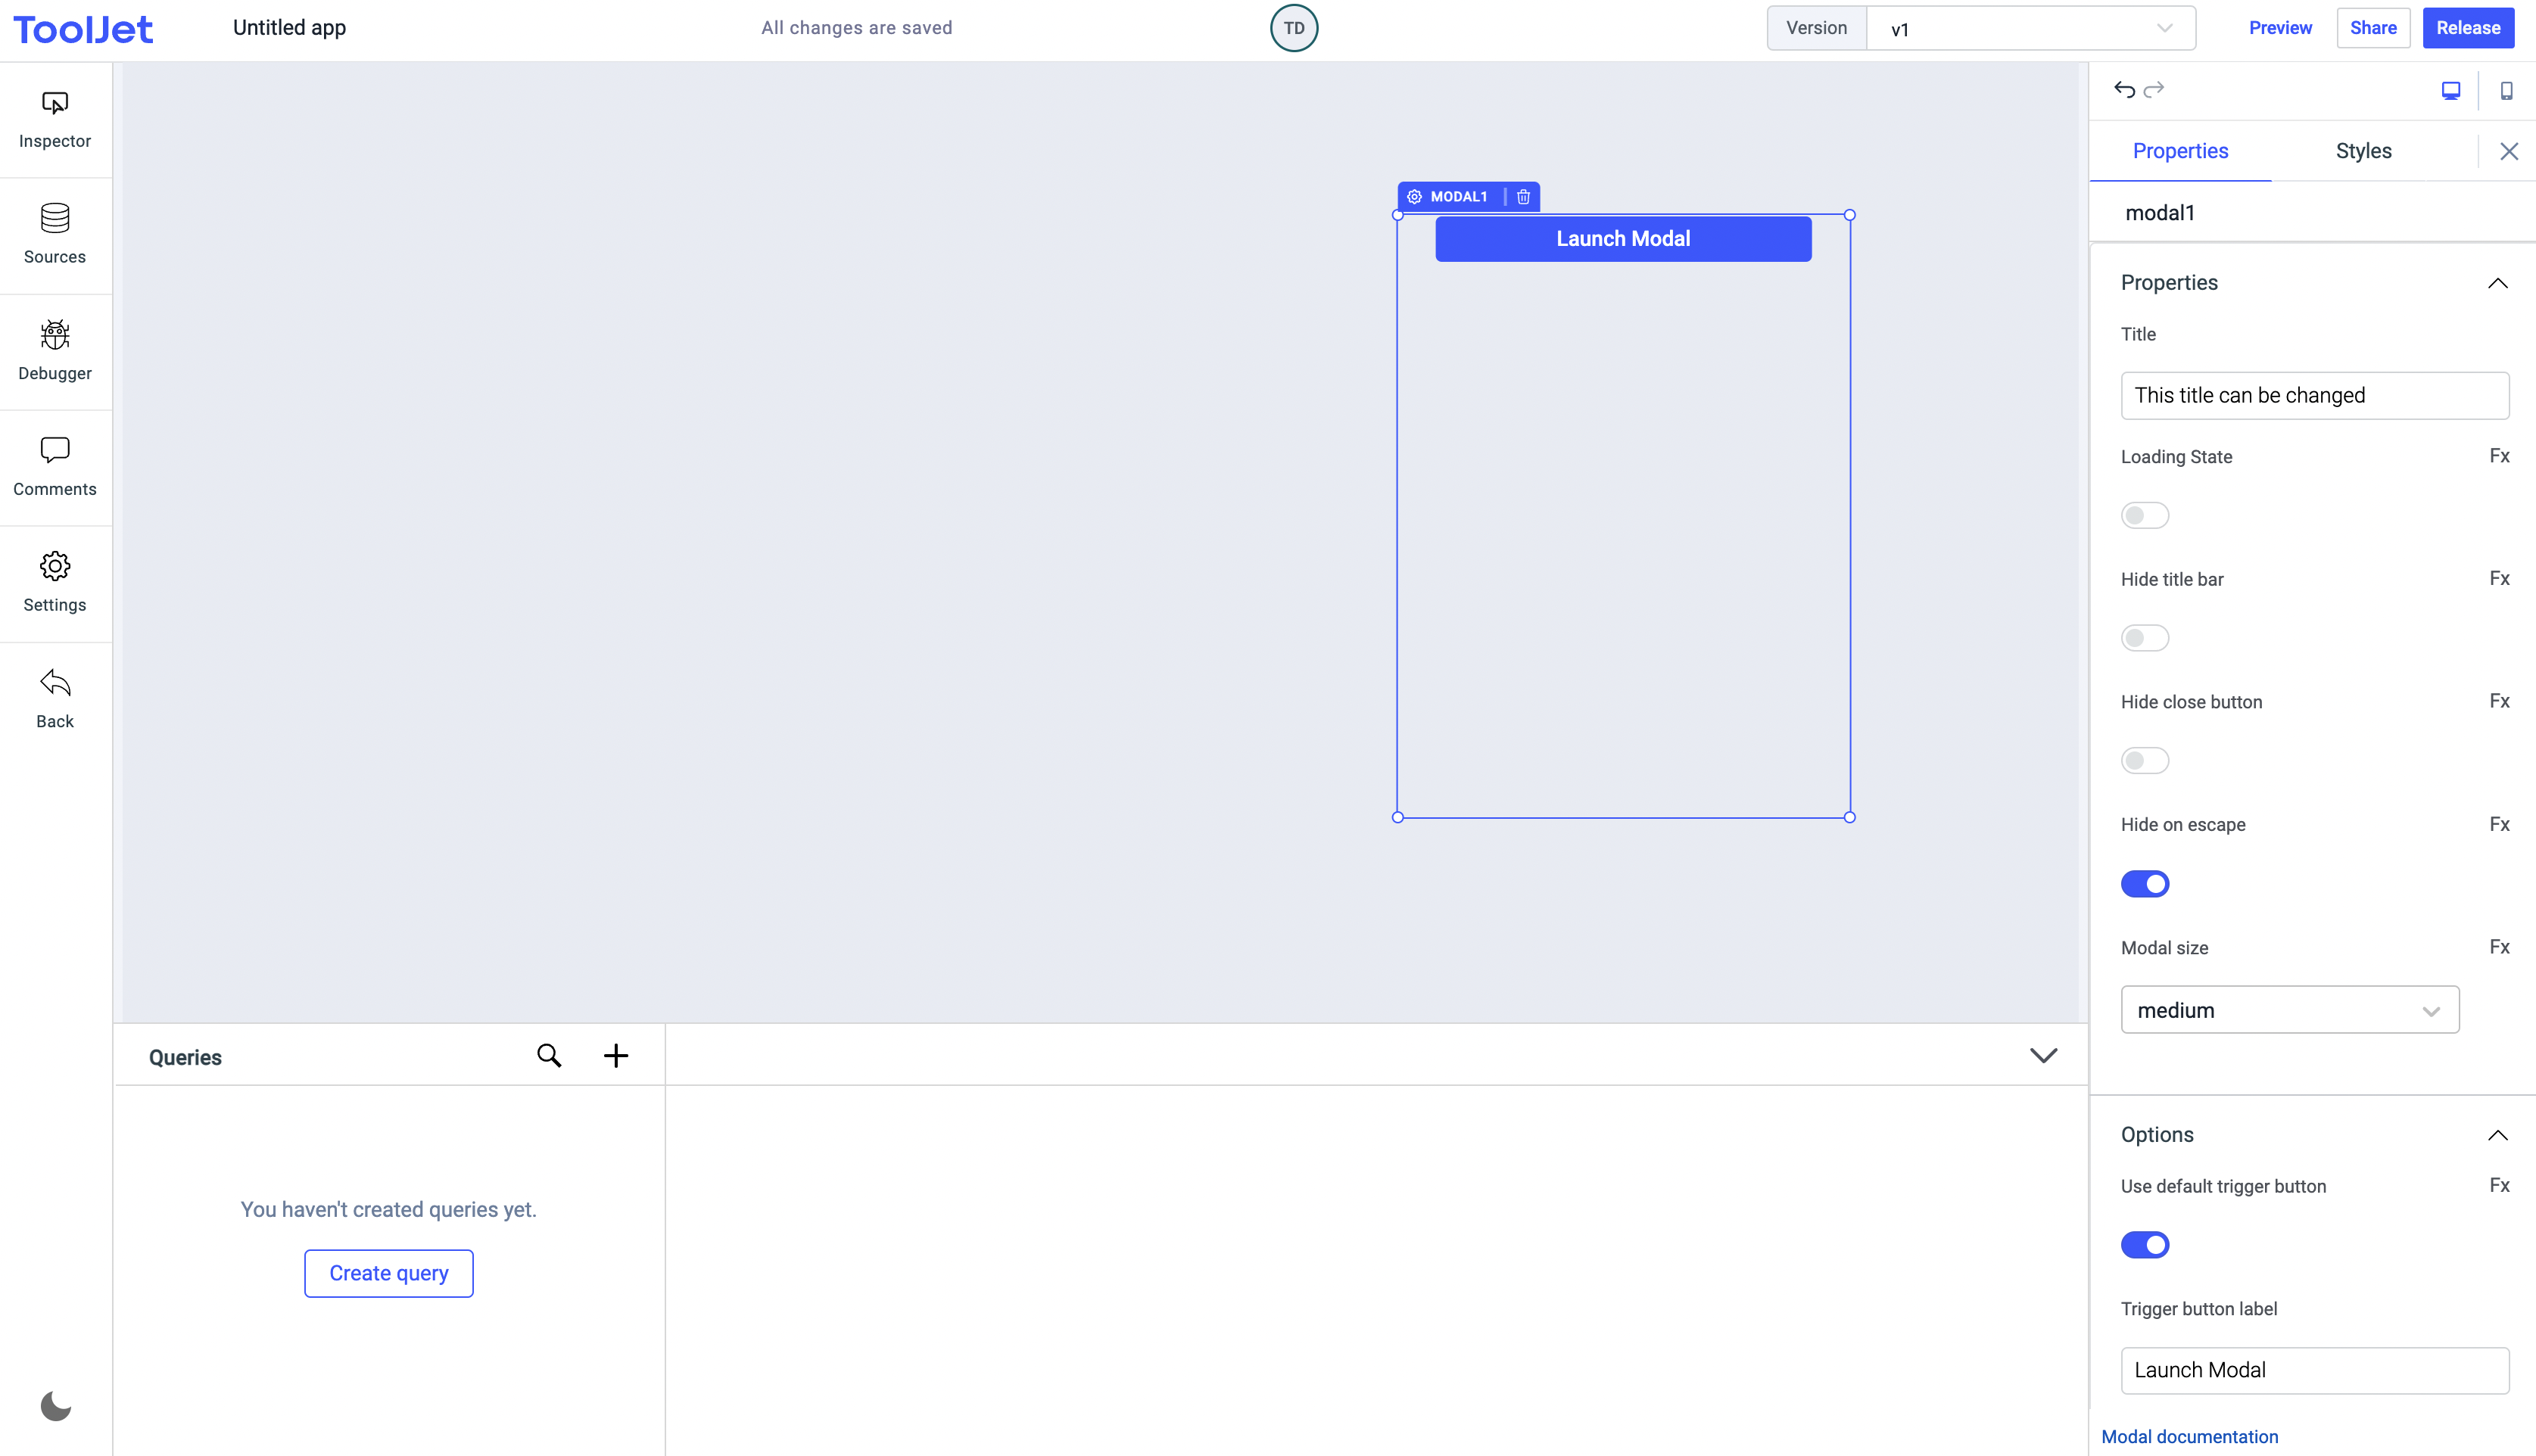 ToolJet
Untitled app
All changes are saved
TD
Version
v1
Preview
Share
Release
Inspector
Sources
Debugger
Comments
Settings
Back
MODAL1
Launch Modal
Queries
You haven't created queries yet.
Create query
Properties
Styles
modal1
Properties
Title
This title can be changed
Loading State
Fx
Hide title bar
Fx
Hide close button
Fx
Hide on escape
Fx
Modal size
Fx
medium
Options
Use default trigger button
Fx
Trigger button label
Launch Modal
Modal documentation